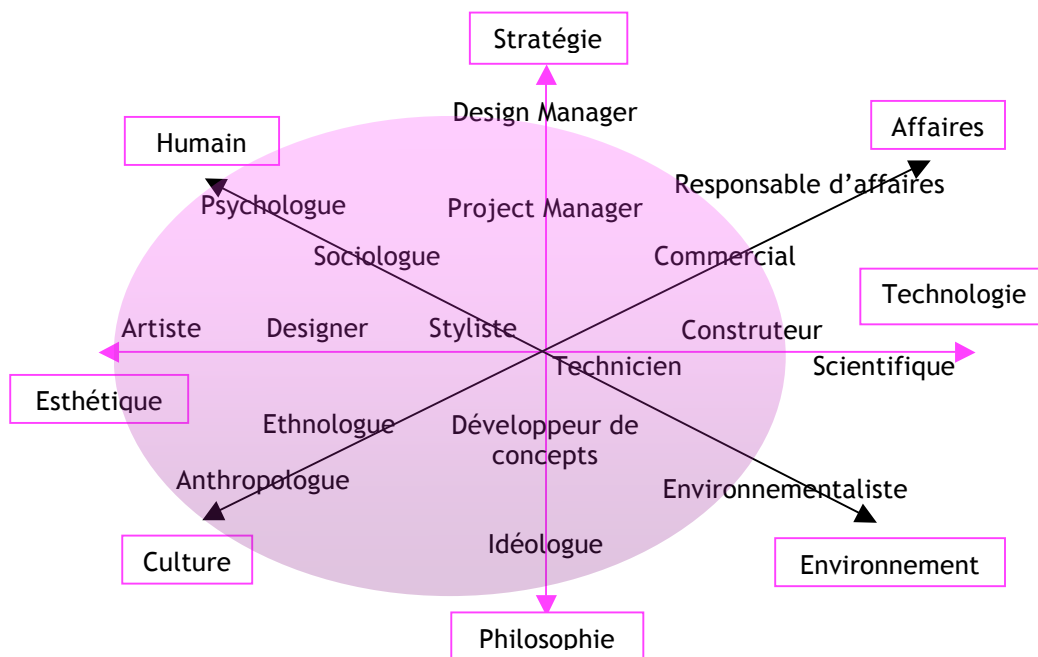 Stratégie
Design Manager
Affaires
Humain
Responsable d’affaires
Psychologue
Project Manager
Sociologue
Commercial
Technologie
Artiste
Designer
Styliste
Construteur
Technicien
Scientifique
Esthétique
Ethnologue
Développeur de
concepts
Anthropologue
Environnementaliste
Idéologue
Culture
Environnement
Philosophie